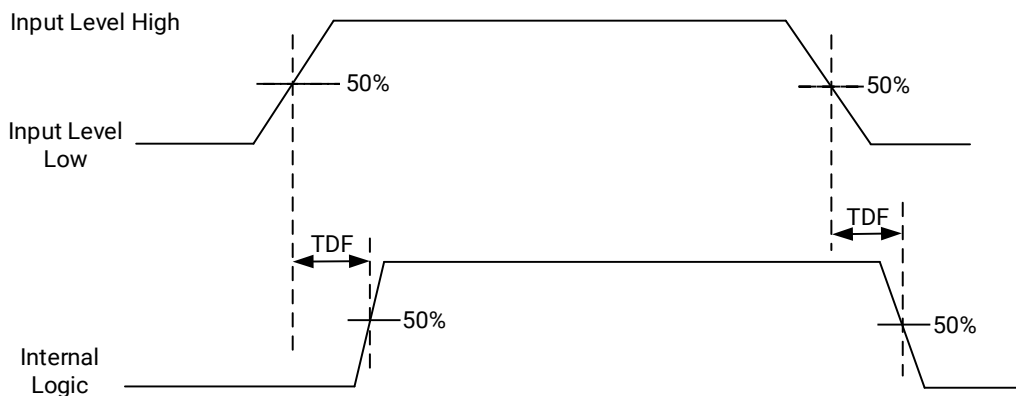 Input Level High
50%
50%
Input Level
Low
TDF
TDF
50%
50%
Internal
Logic